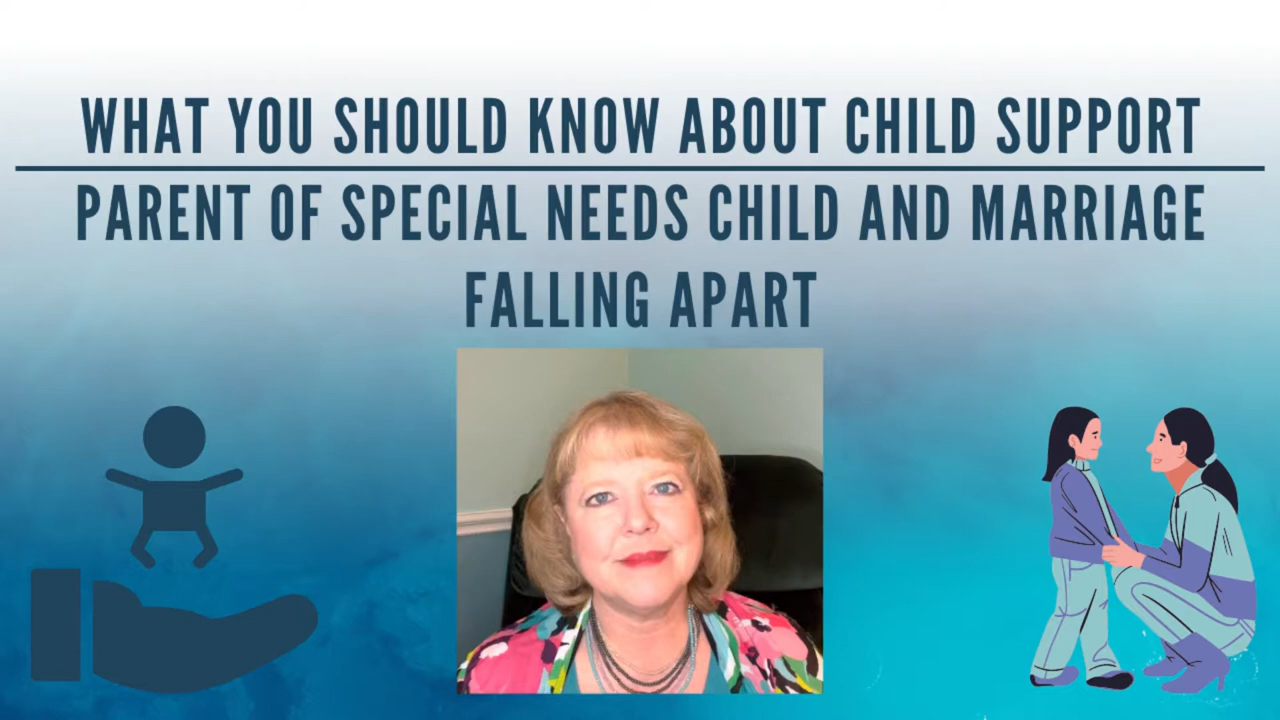 WHAT YOU SHOULD KNOW ABOUT CHILD SUPPORT
PARENT OF SPECIAL NEEDS CHILD AND MARRIAGE
FALLING APART